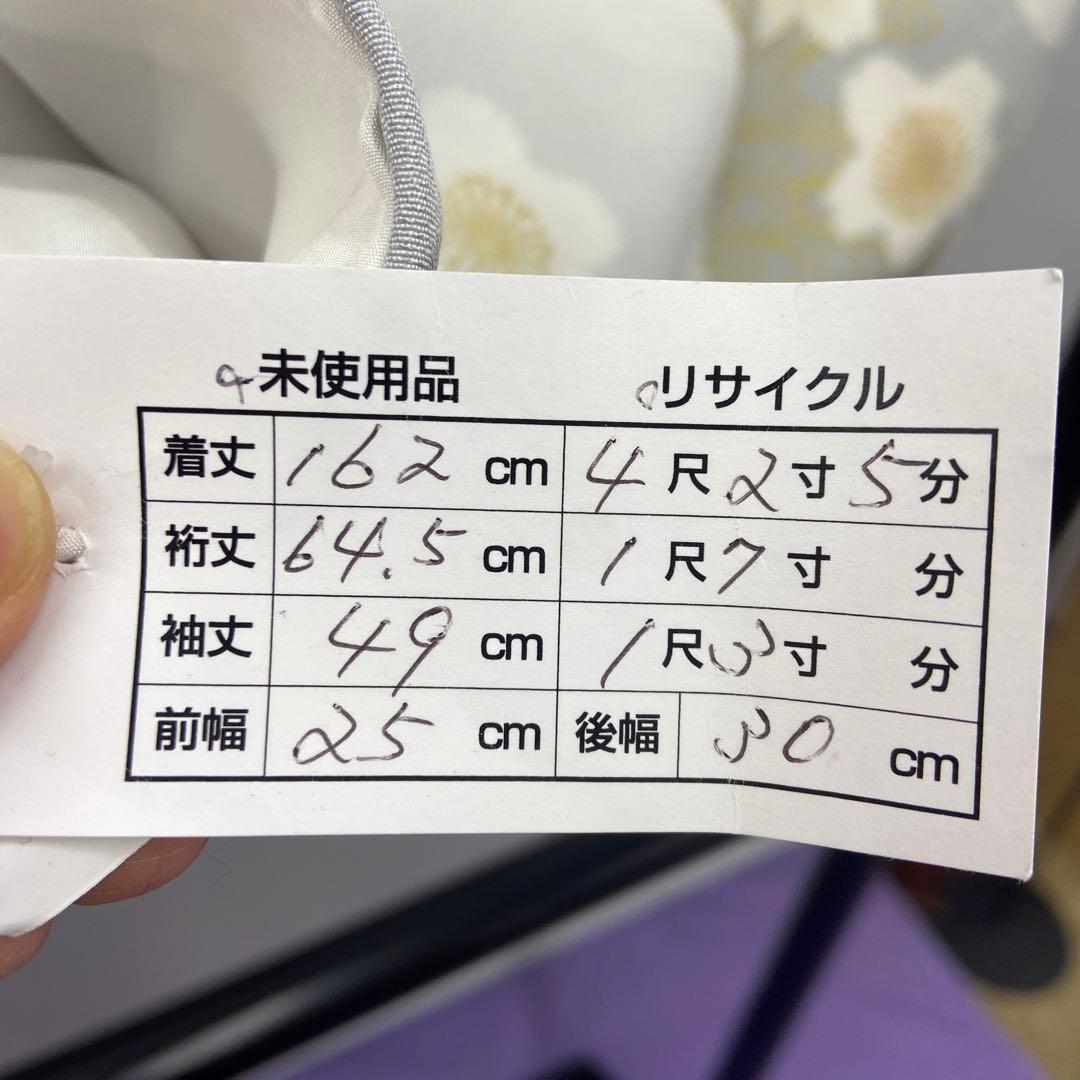 未使用品 リサイクル
着丈 162 cm 4尺2寸5分
裄丈 64.5 cm 1尺7寸 分
袖丈 49 cm 1尺3寸 分
前幅 25 cm 後幅 30 cm